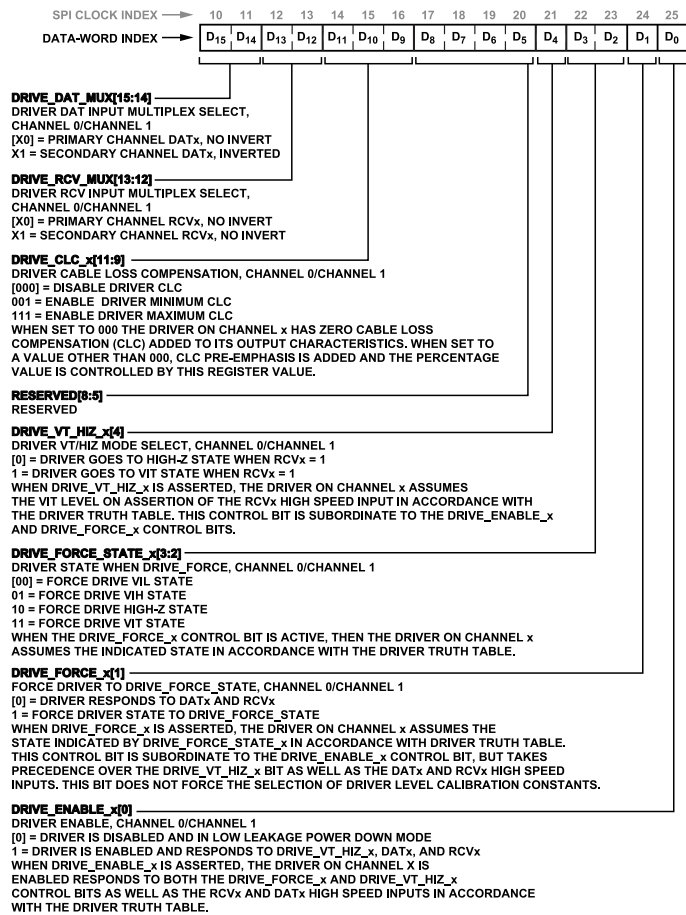 SPI CLOCK INDEX 10 11 12 13 14 15 16 17 18 19 20 21 22 23 24 25
DATA-WORD INDEX D15 D14 D13 D12 D11 D10 D9 D8 D7 D6 D5 D4 D3 D2 D1 D0
DRIVE_DAT_MUX[15:14]
DRIVER DAT INPUT MULTIPLEX SELECT,
CHANNEL 0/CHANNEL 1
[X0] = PRIMARY CHANNEL DATx, NO INVERT
X1 = SECONDARY CHANNEL DATx, INVERTED
DRIVE_RCV_MUX[13:12]
DRIVER RCV INPUT MULTIPLEX SELECT,
CHANNEL 0/CHANNEL 1
[X0] = PRIMARY CHANNEL RCVx, NO INVERT
X1 = SECONDARY CHANNEL RCVx, NO INVERT
DRIVE_CLC_x[11:9]
DRIVER CABLE LOSS COMPENSATION, CHANNEL 0/CHANNEL 1
[000] = DISABLE DRIVER CLC
001 = ENABLE DRIVER MINIMUM CLC
111 = ENABLE DRIVER MAXIMUM CLC
WHEN SET TO 000 THE DRIVER ON CHANNEL x HAS ZERO CABLE LOSS
COMPENSATION (CLC) ADDED TO ITS OUTPUT CHARACTERISTICS. WHEN SET TO
A VALUE OTHER THAN 000, CLC PRE-EMPHASIS IS ADDED AND THE PERCENTAGE
VALUE IS CONTROLLED BY THIS REGISTER VALUE.
RESERVED[8:5]
RESERVED
DRIVE_VT_HIZ_x[4]
DRIVER VT/HIZ MODE SELECT, CHANNEL 0/CHANNEL 1
[0] = DRIVER GOES TO HIGH-Z STATE WHEN RCVx = 1
1 = DRIVER GOES TO VIT STATE WHEN RCVx = 1
WHEN DRIVE_VT_HIZ_x IS ASSERTED, THE DRIVER ON CHANNEL x ASSUMES
THE VIT LEVEL ON ASSERTION OF THE RCVx HIGH SPEED INPUT IN ACCORDANCE WITH
THE DRIVER TRUTH TABLE. THIS CONTROL BIT IS SUBORDINATE TO THE DRIVE_ENABLE_x
AND DRIVE_FORCE_x CONTROL BITS.
DRIVE_FORCE_STATE_x[3:2]
DRIVER STATE WHEN DRIVE_FORCE, CHANNEL 0/CHANNEL 1
[00] = FORCE DRIVE VIL STATE
01 = FORCE DRIVE VIH STATE
10 = FORCE DRIVE HIGH-Z STATE
11 = FORCE DRIVE VIT STATE
WHEN THE DRIVE_FORCE_x CONTROL BIT IS ACTIVE, THEN THE DRIVER ON CHANNEL x
ASSUMES THE INDICATED STATE IN ACCORDANCE WITH THE DRIVER TRUTH TABLE.
DRIVE_FORCE_x[1]
FORCE DRIVER TO DRIVE_FORCE_STATE, CHANNEL 0/CHANNEL 1
[0] = DRIVER RESPONDS TO DATx AND RCVx
1 = FORCE DRIVER STATE TO DRIVE_FORCE_STATE
WHEN DRIVE_FORCE_x IS ASSERTED, THE DRIVER ON CHANNEL x ASSUMES THE
STATE INDICATED BY DRIVE_FORCE_STATE_x IN ACCORDANCE WITH DRIVER TRUTH TABLE.
THIS CONTROL BIT IS SUBORDINATE TO THE DRIVE_ENABLE_x CONTROL BIT, BUT TAKES
PRECEDENCE OVER THE DRIVE_VT_HIZ_x BIT AS WELL AS THE DATx AND RCVx HIGH SPEED
INPUTS. THIS BIT DOES NOT FORCE THE SELECTION OF DRIVER LEVEL CALIBRATION CONSTANTS.
DRIVE_ENABLE_x[0]
DRIVER ENABLE, CHANNEL 0/CHANNEL 1
[0] = DRIVER IS DISABLED AND IN LOW LEAKAGE POWER DOWN MODE
1 = DRIVER IS ENABLED AND RESPONDS TO DRIVE_VT_HIZ_x, DATx, AND RCVx
WHEN DRIVE_ENABLE_x IS ASSERTED, THE DRIVER ON CHANNEL X IS
ENABLED RESPONDS TO BOTH THE DRIVE_FORCE_x AND DRIVE_VT_HIZ_x
CONTROL BITS AS WELL AS THE RCVx AND DATx HIGH SPEED INPUTS IN ACCORDANCE
WITH THE DRIVER TRUTH TABLE.